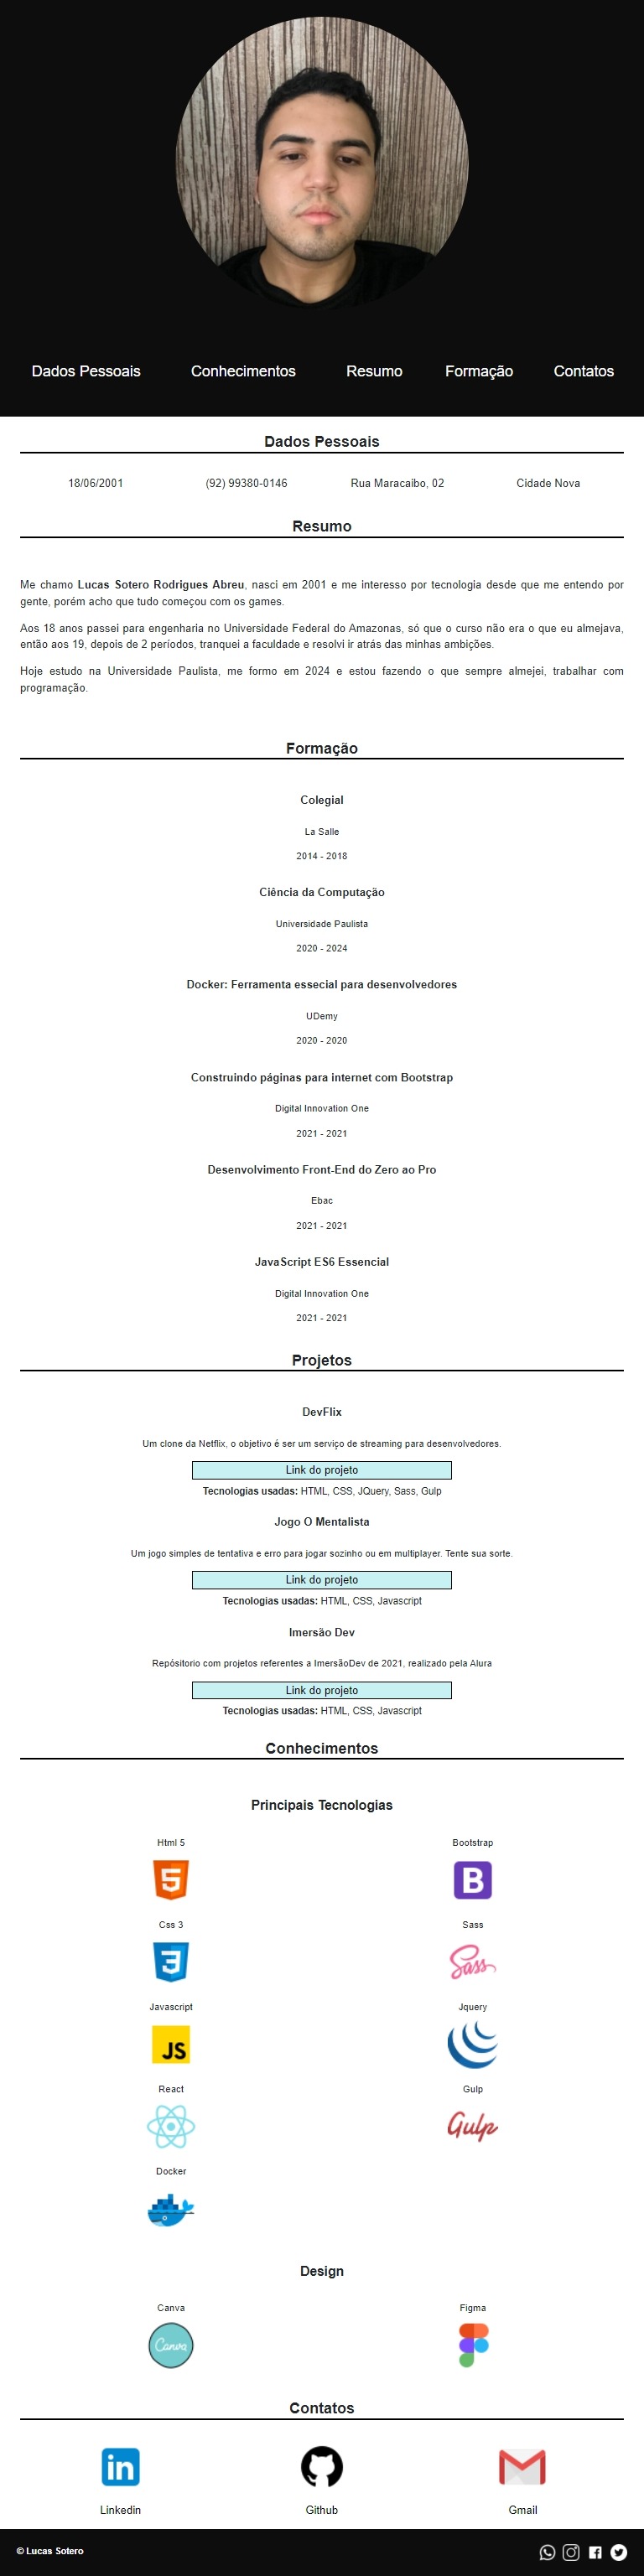 Dados Pessoais
Conhecimentos
Resumo
Formação
Contatos
Dados Pessoais
18/06/2001
(92) 99380-0146
Rua Maracaibo, 02
Cidade Nova
Resumo
Me chamo Lucas Sotero Rodrigues Abreu, nasci em 2001 e me interesso por tecnologia desde que me entendo por
gente, porém acho que tudo começou com os games.
Aos 18 anos passei para engenharia no Universidade Federal do Amazonas, só que o curso não era o que eu almejava,
então aos 19, depois de 2 períodos, tranquei a faculdade e resolvi ir atrás das minhas ambições.
Hoje estudo na Universidade Paulista, me formo em 2024 e estou fazendo o que sempre almejei, trabalhar com
programação.
Formação
Colegial
La Salle
2014 - 2018
Ciência da Computação
Universidade Paulista
2020 - 2024
Docker: Ferramenta essecial para desenvolvedores
UDemy
2020 - 2020
Construindo páginas para internet com Bootstrap
Digital Innovation One
2021 - 2021
Desenvolvimento Front-End do Zero ao Pro
Ebac
2021 - 2021
JavaScript ES6 Essencial
Digital Innovation One
2021 - 2021
Projetos
DevFlix
Um clone da Netflix, o objetivo é ser um serviço de streaming para desenvolvedores.
Link do projeto
Tecnologias usadas: HTML, CSS, JQuery, Sass, Gulp
Jogo O Mentalista
Um jogo simples de tentativa e erro para jogar sozinho ou em multiplayer. Tente sua sorte.
Link do projeto
Tecnologias usadas: HTML, CSS, Javascript
Imersão Dev
Repósitorio com projetos referentes a ImersãoDev de 2021, realizado pela Alura
Link do projeto
Tecnologias usadas: HTML, CSS, Javascript
Conhecimentos
Principais Tecnologias
Html 5
Bootstrap
5
B
Css 3
Sass
3
Sass
Javascript
Jquery
JS
React
Gulp
Gulp
Docker
Design
Canva
Figma
Canva
Contatos
in
Linkedin
Github
Gmail
© Lucas Sotero